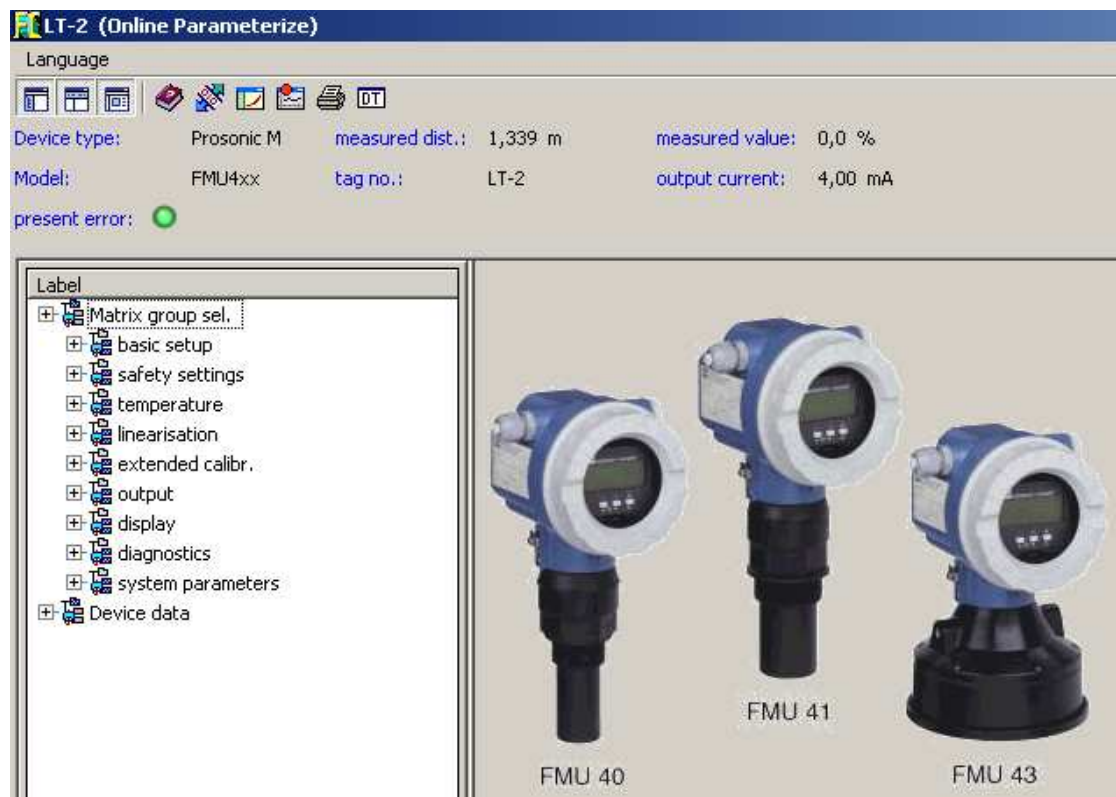 LT-2 (Online Parameterize)
Language
DT
Device type: Prosonic M measured dist.: 1,339 m measured value: 0,0 %
Model: FMU4xx tag no.: LT-2 output current: 4,00 mA
present error:
Label
Matrix group sel.
basic setup
safety settings
temperature
linearisation
extended calibr.
output
display
diagnostics
system parameters
Device data
FMU 41
FMU 40
FMU 43